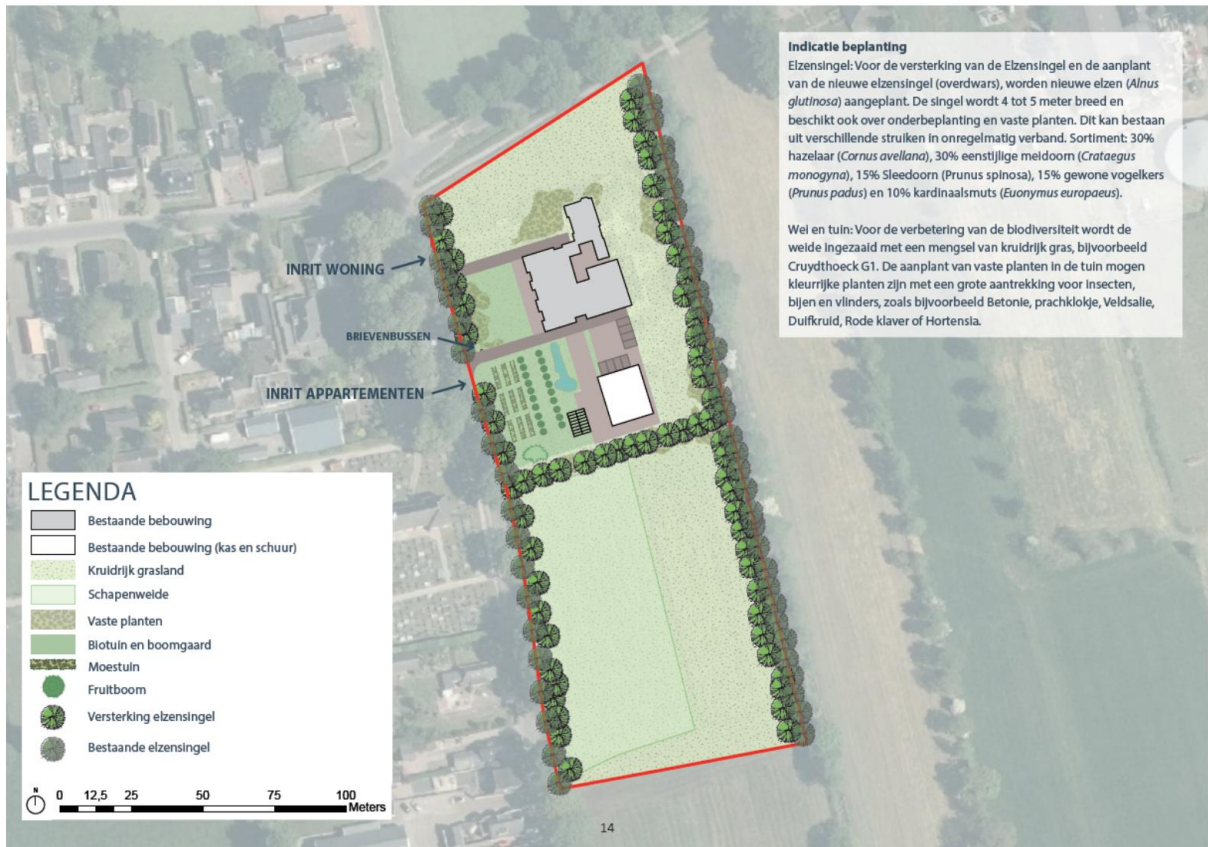 Indicatie beplanting
Elzensingel: Voor de versterking van de Elzensingel en de aanplant
van de nieuwe elzensingel (overdwars), worden nieuwe elzen (Alnus
glutinosa) aangeplant. De singel wordt 4 tot 5 meter breed en
beschikt ook over onderbeplanting en vaste planten. Dit kan bestaan
uit verschillende struiken in onregelmatig verband. Sortiment: 30%
hazelaar (Cornus avellana), 30% eenstijlige meidoorn (Crataegus
monogyna), 15% Sleedoorn (Prunus spinosa), 15% gewone vogelkers
(Prunus padus) en 10% kardinaalsmuts (Euonymus europaeus).
Wei en tuin: Voor de verbetering van de biodiversiteit wordt de
weide ingezaaid met een mengsel van kruidrijk gras, bijvoorbeeld
Cruydthoeck G1. De aanplant van vaste planten in de tuin mogen
kleurrijke planten zijn met een grote aantrekking voor insecten,
bijen en vlinders, zoals bijvoorbeeld Betonie, prachklokje, Veldsalie,
Duifkruid, Rode klaver of Hortensia.
INRIT WONING
BRIEVENBUSSEN
INRIT APPARTEMENTEN
LEGENDA
Bestaande bebouwing
Bestaande bebouwing (kas en schuur)
Kruidrijk grasland
Schapenweide
Vaste planten
Biotuin en boomgaard
Moestuin
Fruitboom
Versterking elzensingel
Bestaande elzensingel
N
0 12,5 25 50 75 100
Meters
14